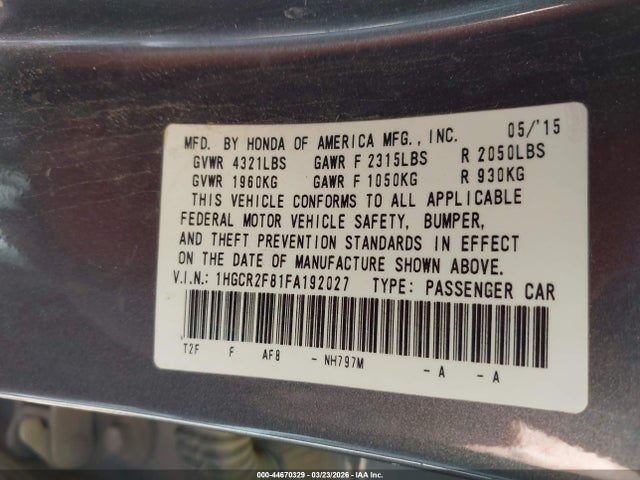 MFD. BY HONDA OF AMERICA MFG., INC. 05/'15
GVWR 4321LBS GAWR F 2315LBS R 2050LBS
GVWR 1960KG GAWR F 1050KG R 930KG
THIS VEHICLE CONFORMS TO ALL APPLICABLE
FEDERAL MOTOR VEHICLE SAFETY, BUMPER,
AND THEFT PREVENTION STANDARDS IN EFFECT
ON THE DATE OF MANUFACTURE SHOWN ABOVE.
V.I.N.: 1HGCR2F81FA192027 TYPE: PASSENGER CAR
T2F F AF8 - NH797M - A - A
000-44670329 - 03/23/2026 - IAAI, Inc.